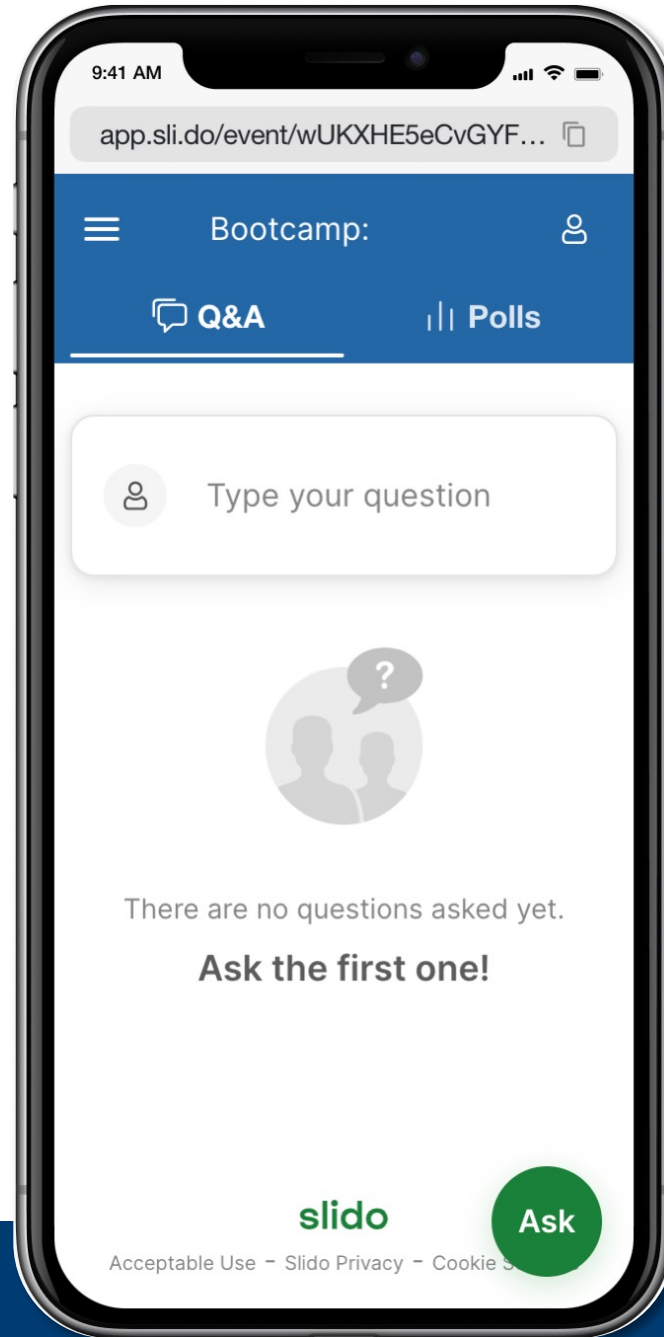 9:41 AM
app.sli.do/event/wUKXHE5eCvGYF...
Bootcamp:
Q&A Polls
Type your question
?
There are no questions asked yet.
Ask the first one!
slido
Ask
Acceptable Use - Slido Privacy - Cookie